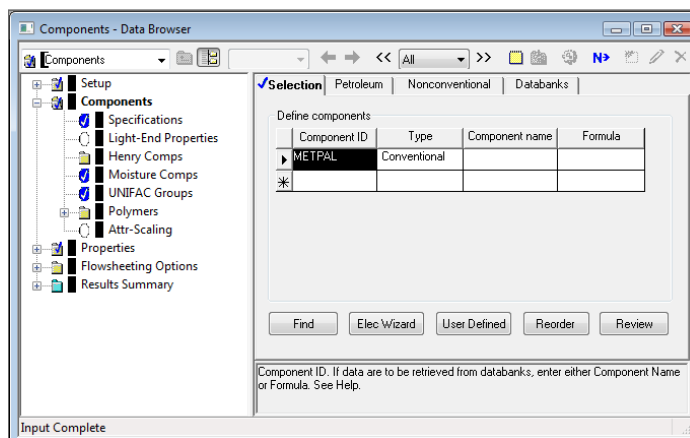 Components - Data Browser
Components
<< All >>
N>
Setup
Components
Specifications
Light-End Properties
Henry Comps
Moisture Comps
UNIFAC Groups
Polymers
Attr-Scaling
Properties
Flowsheeting Options
Results Summary
Selection Petroleum Nonconventional Databanks
Define components
Component ID Type Component name Formula
METPAL Conventional
Find Elec Wizard User Defined Reorder Review
Component ID. If data are to be retrieved from databanks, enter either Component Name
or Formula. See Help.
Input Complete